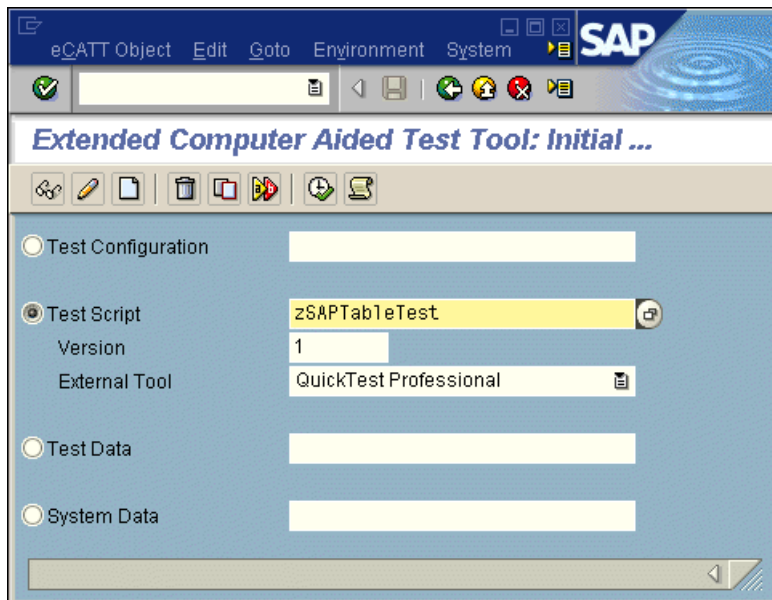 eCATT Object Edit Goto Environment System SAP
Extended Computer Aided Test Tool: Initial ...
Test Configuration
Test Script zSAPTableTest
Version 1
External Tool QuickTest Professional
Test Data
System Data